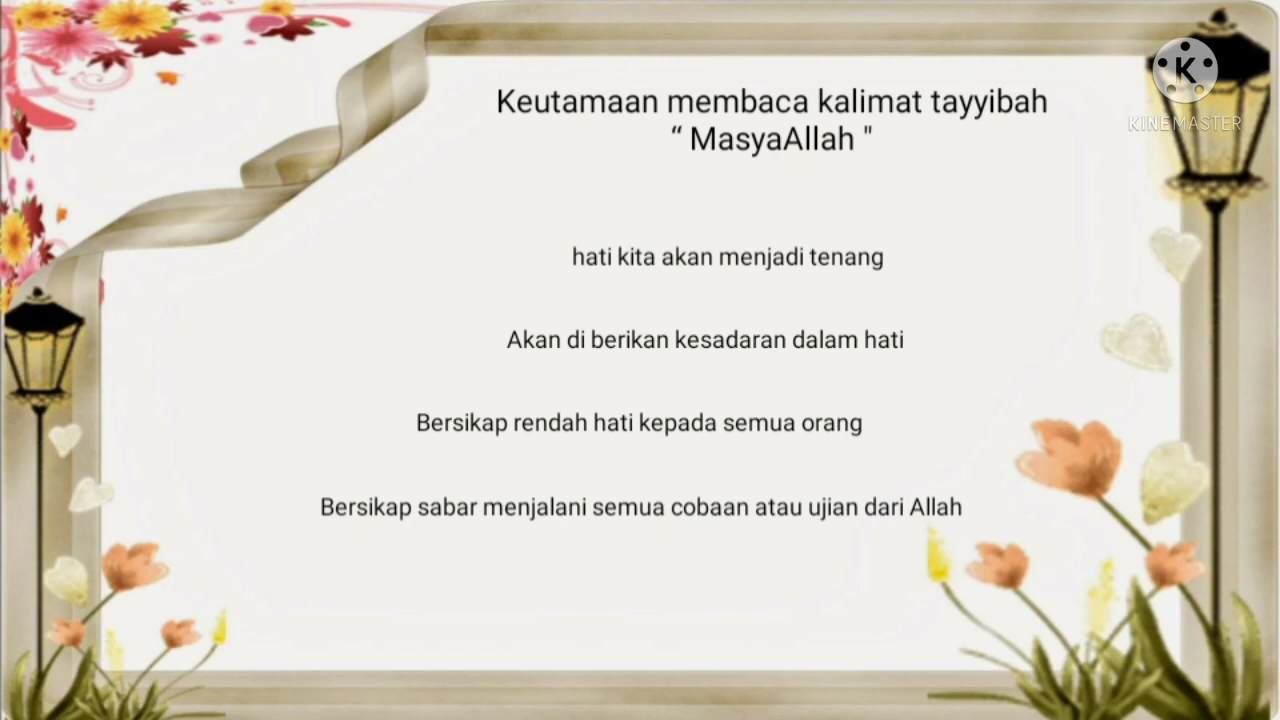 Keutamaan membaca kalimat tayyibah
“ MasyaAllah "
K
KINEMASTER
hati kita akan menjadi tenang
Akan di berikan kesadaran dalam hati
Bersikap rendah hati kepada semua orang
Bersikap sabar menjalani semua cobaan atau ujian dari Allah